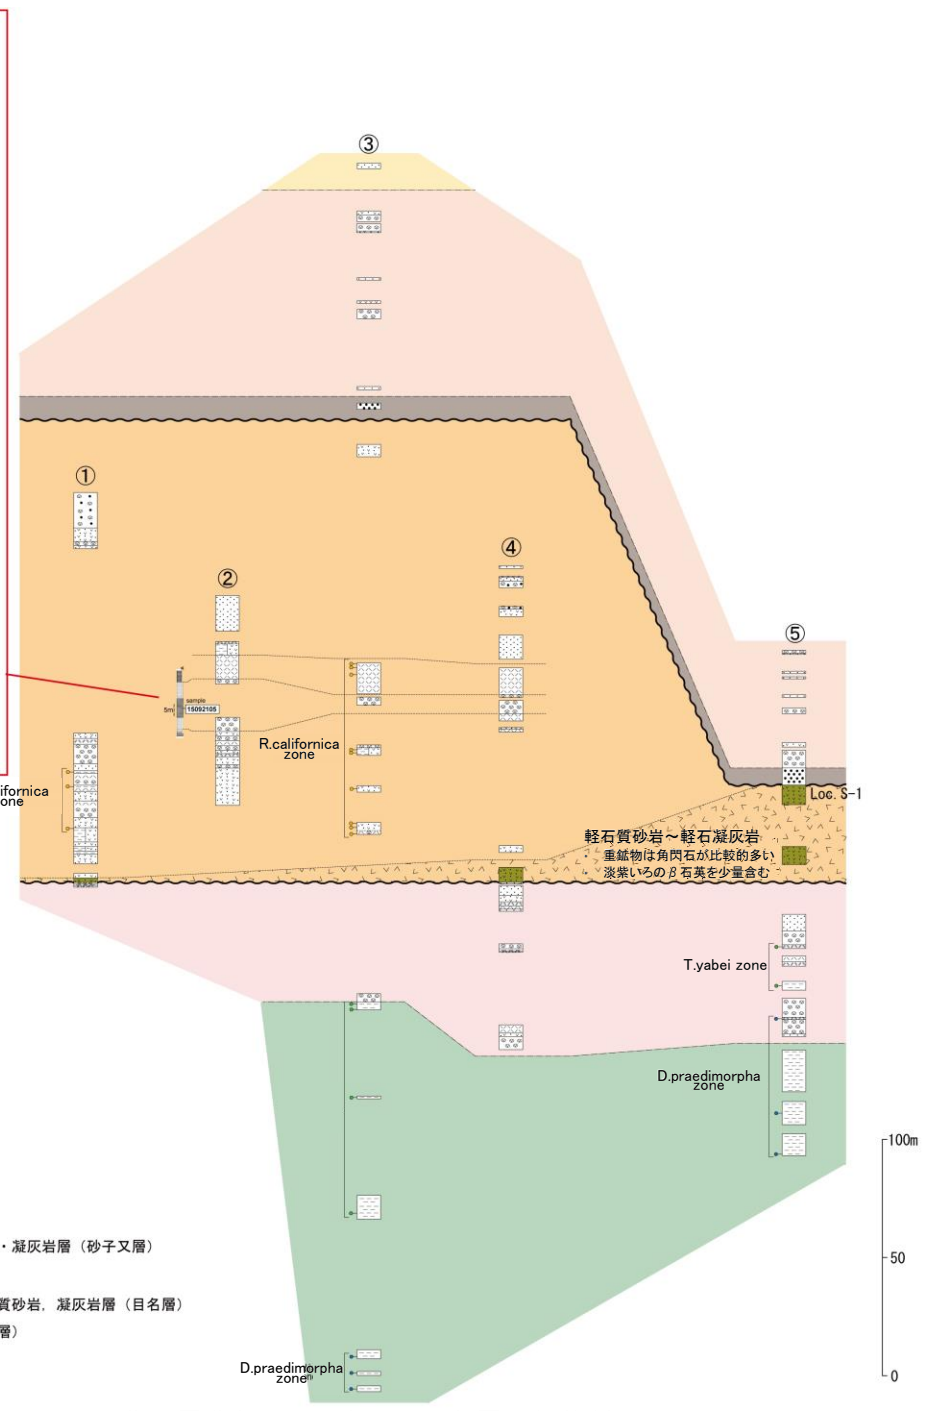 ③
①
④
②
⑤
sample
5m
15092105
R.californica
zone
ifornica
one
Loc. S-1
軽石質砂岩～軽石凝灰岩
・ 重鉱物は角閃石が比較的多い
・ 淡紫いろのβ石英を少量含む
T.yabei zone
D.praedimorpha
zone
100m
50
0
・凝灰岩層（砂子又層）
質砂岩，凝灰岩層（目名層）
層）
D.praedimorpha
zone